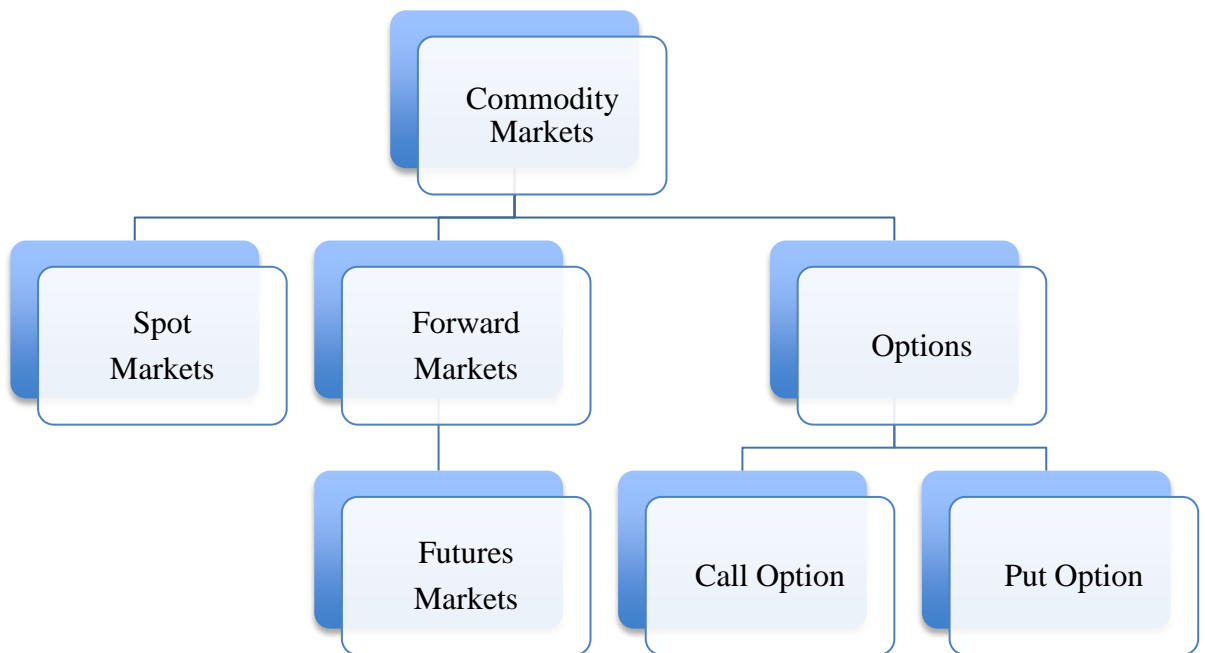 Commodity
Markets
Spot
Markets
Forward
Markets
Options
Futures
Markets
Call Option
Put Option